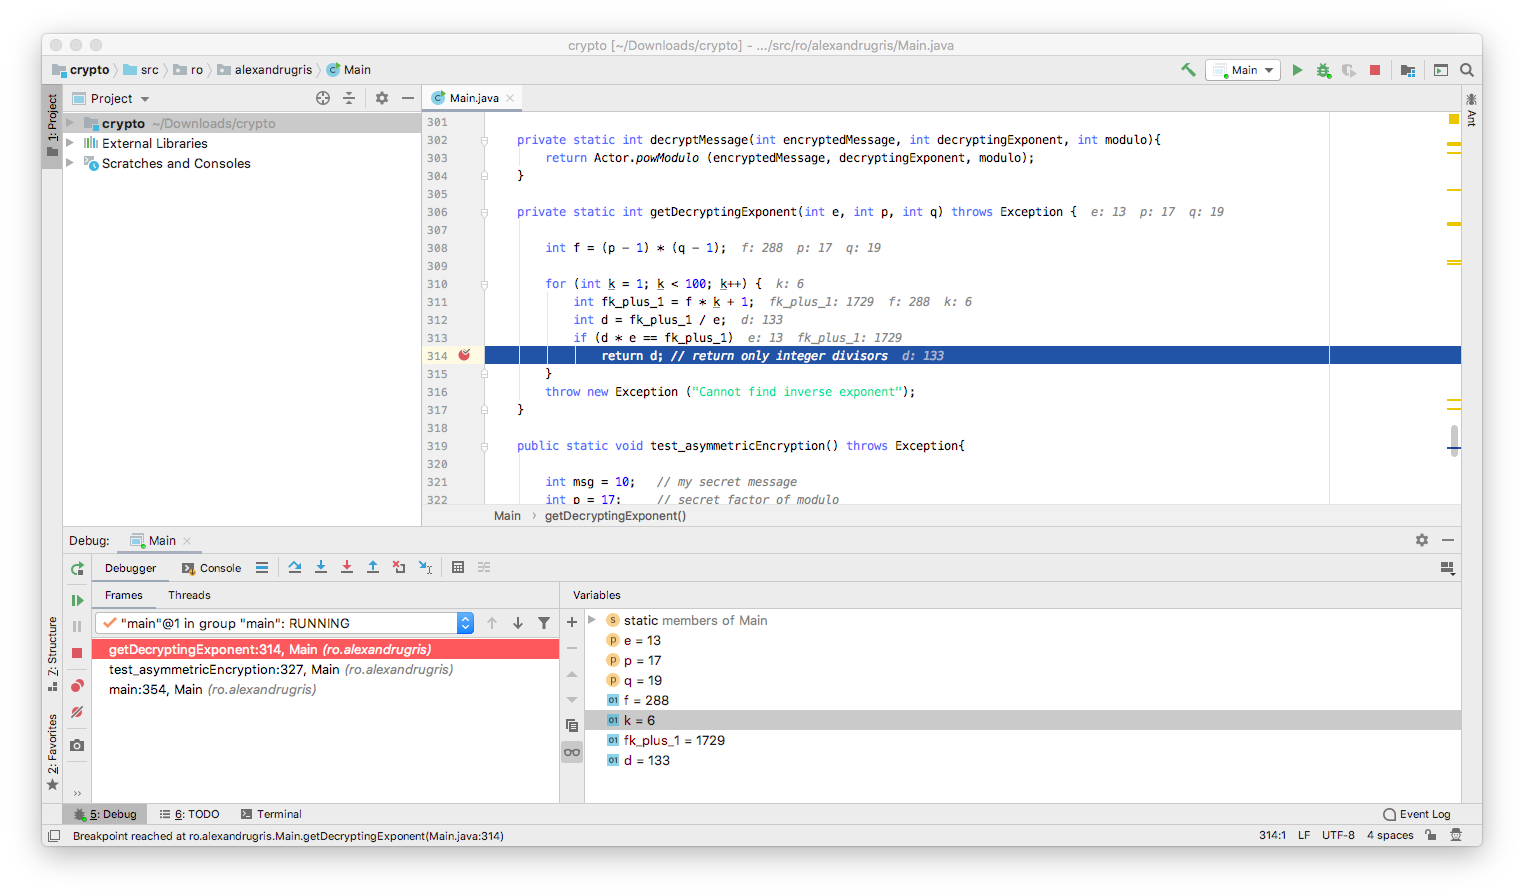 crypto [~/Downloads/crypto] - .../src/ro/alexandrugris/Main.java
crypto src ro alexandrugris Main
Main
1: Project
Project
Main.java
Ant
crypto ~/Downloads/crypto
External Libraries
Scratches and Consoles
301
302 private static int decryptMessage(int encryptedMessage, int decryptingExponent, int modulo){
303 return Actor.powModulo (encryptedMessage, decryptingExponent, modulo);
304 }
305
306 private static int getDecryptingExponent(int e, int p, int q) throws Exception { e: 13 p: 17 q: 19
307
308 int f = (p - 1) * (q - 1); f: 288 p: 17 q: 19
309
310 for (int k = 1; k < 100; k++) { k: 6
311 int fk_plus_1 = f * k + 1; fk_plus_1: 1729 f: 288 k: 6
312 int d = fk_plus_1 / e; d: 133
313 if (d * e == fk_plus_1) e: 13 fk_plus_1: 1729
314 return d; // return only integer divisors d: 133
315 }
316 throw new Exception ("Cannot find inverse exponent");
317 }
318
319 public static void test_asymmetricEncryption() throws Exception{
320
321 int msg = 10; // my secret message
322 int p = 17; // secret factor of modulo
Main › getDecryptingExponent()
Debug: Main
Debugger Console
Frames Threads
"main"@1 in group "main": RUNNING
getDecryptingExponent:314, Main (ro.alexandrugris)
test_asymmetricEncryption:327, Main (ro.alexandrugris)
main:354, Main (ro.alexandrugris)
Variables
s static members of Main
p e = 13
p p = 17
p q = 19
01 f = 288
01 k = 6
01 fk_plus_1 = 1729
01 d = 133
Z: Structure
2: Favorites
5: Debug 6: TODO Terminal
Event Log
Breakpoint reached at ro.alexandrugris.Main.getDecryptingExponent(Main.java:314)
314:1 LF UTF-8 4 spaces